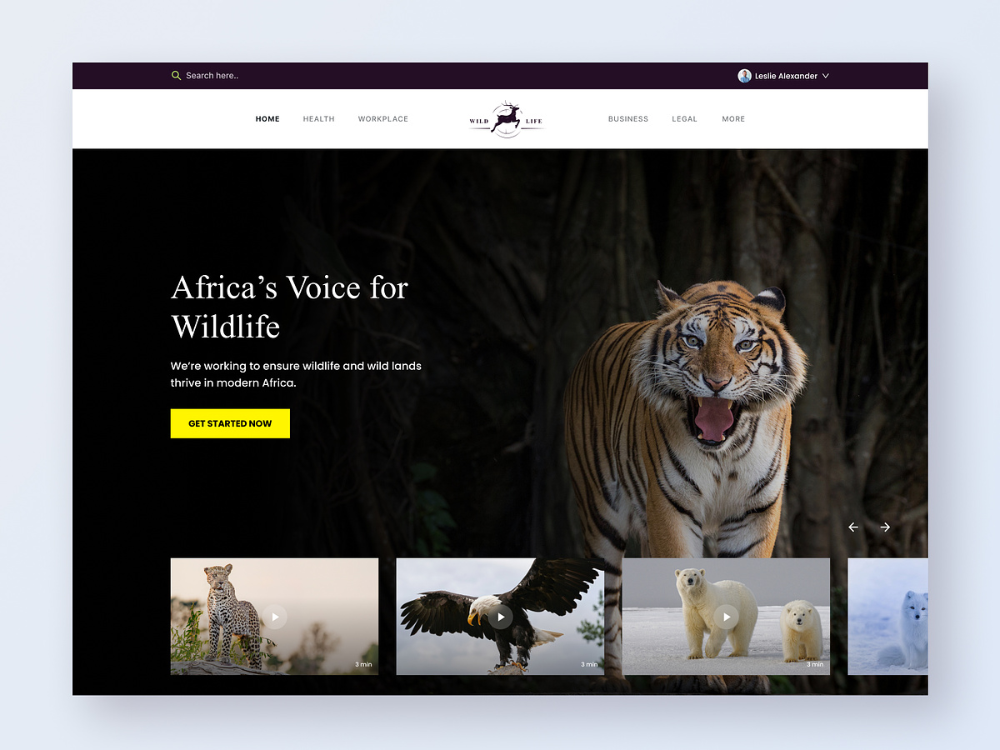 Search here..
Leslie Alexander
HOME
HEALTH
WORKPLACE
WILD LIFE
BUSINESS
LEGAL
MORE
Africa’s Voice for
Wildlife
We’re working to ensure wildlife and wild lands
thrive in modern Africa.
GET STARTED NOW
3 min
3 min
3 min